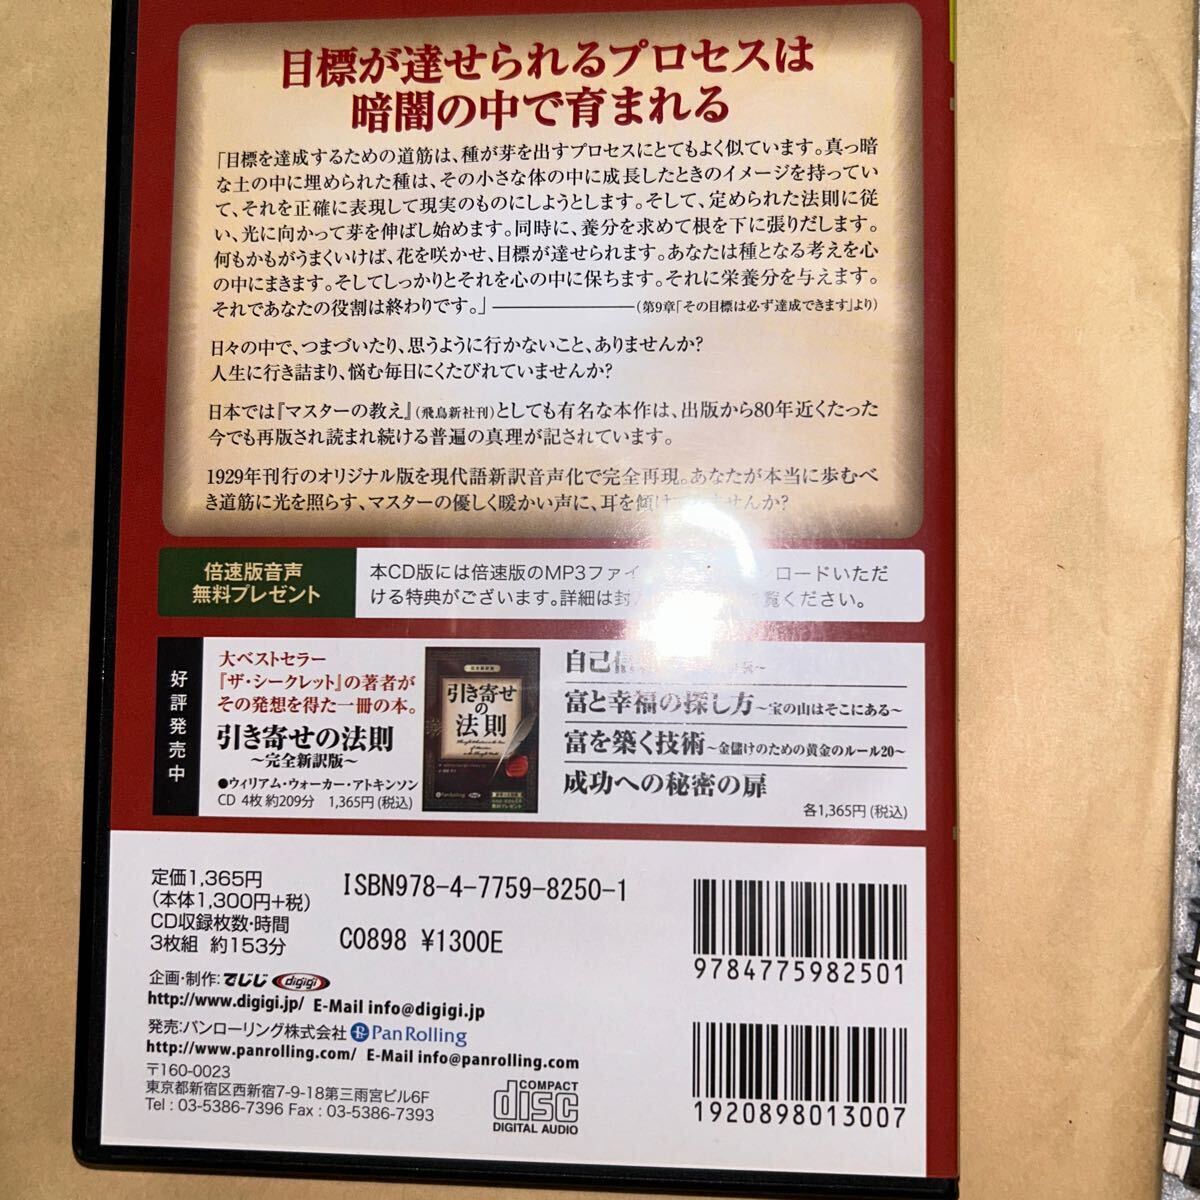 目標が達せられるプロセスは
暗闇の中で育まれる
「目標を達成するための道筋は、種が芽を出すプロセスにとてもよく似ています。真っ暗
な土の中に埋められた種は、その小さな体の中に成長したときのイメージを持ってい
て、それを正確に表現して現実のものにしようとします。そして、定められた法則に従
い、光に向かって芽を伸ばし始めます。同時に、養分を求めて根を下に張りだします。
何もかもがうまくいけば、花を咲かせ、目標が達せられます。あなたは種となる考えを心
の中にまきます。そしてしっかりとそれを心の中に保ちます。それに栄養分を与えます。
それであなたの役割は終わりです。」
(第9章「その目標は必ず達成できます」より)
日々の中で、つまづいたり、思うように行かないこと、ありませんか?
人生に行き詰まり、悩む毎日にくたびれていませんか?
日本では『マスターの教え』(飛鳥新社刊)としても有名な本作は、出版から80年近くたった
今でも再版され読まれ続ける普遍の真理が記されています。
1929年刊行のオリジナル版を現代語新訳音声化で完全再現。あなたが本当に歩むべ
き道筋に光を照らす、マスターの優しく暖かい声に、耳を傾け ませんか?
倍速版音声
無料プレゼント
本CD版には倍速版のMP3ファイ ンロードいただ
ける特典がございます。詳細は封 覧ください。
好評発売中
大ベストセラー
『ザ・シークレット』の著者が
その発想を得た一冊の本。
引き寄せの法則
〜完全新訳版〜
●ウィリアム・ウォーカー・アトキンソン
CD 4枚 約209分 1,365円(税込)
引き寄せ
の
法則
PanRolling
自己信
富と幸福の探し方〜宝の山はそこにある〜
富を築く技術〜金儲けのための黄金のルール20〜
成功への秘密の扉
各1,365円(税込)
定価1,365円
(本体1,300円+税)
CD収録枚数・時間
3枚組 約153分
ISBN978-4-7759-8250-1
C0898 ¥1300E
9784775982501
企画・制作:でじじ digigi
http://www.digigi.jp/ E-Mail info@digigi.jp
発売:パンローリング株式会社 PanRolling
http://www.panrolling.com/ E-Mail info@panrolling.com
〒160-0023
東京都新宿区西新宿7-9-18第三雨宮ビル6F
Tel : 03-5386-7396 Fax : 03-5386-7393
COMPACT
disc
DIGITAL AUDIO
1920898013007